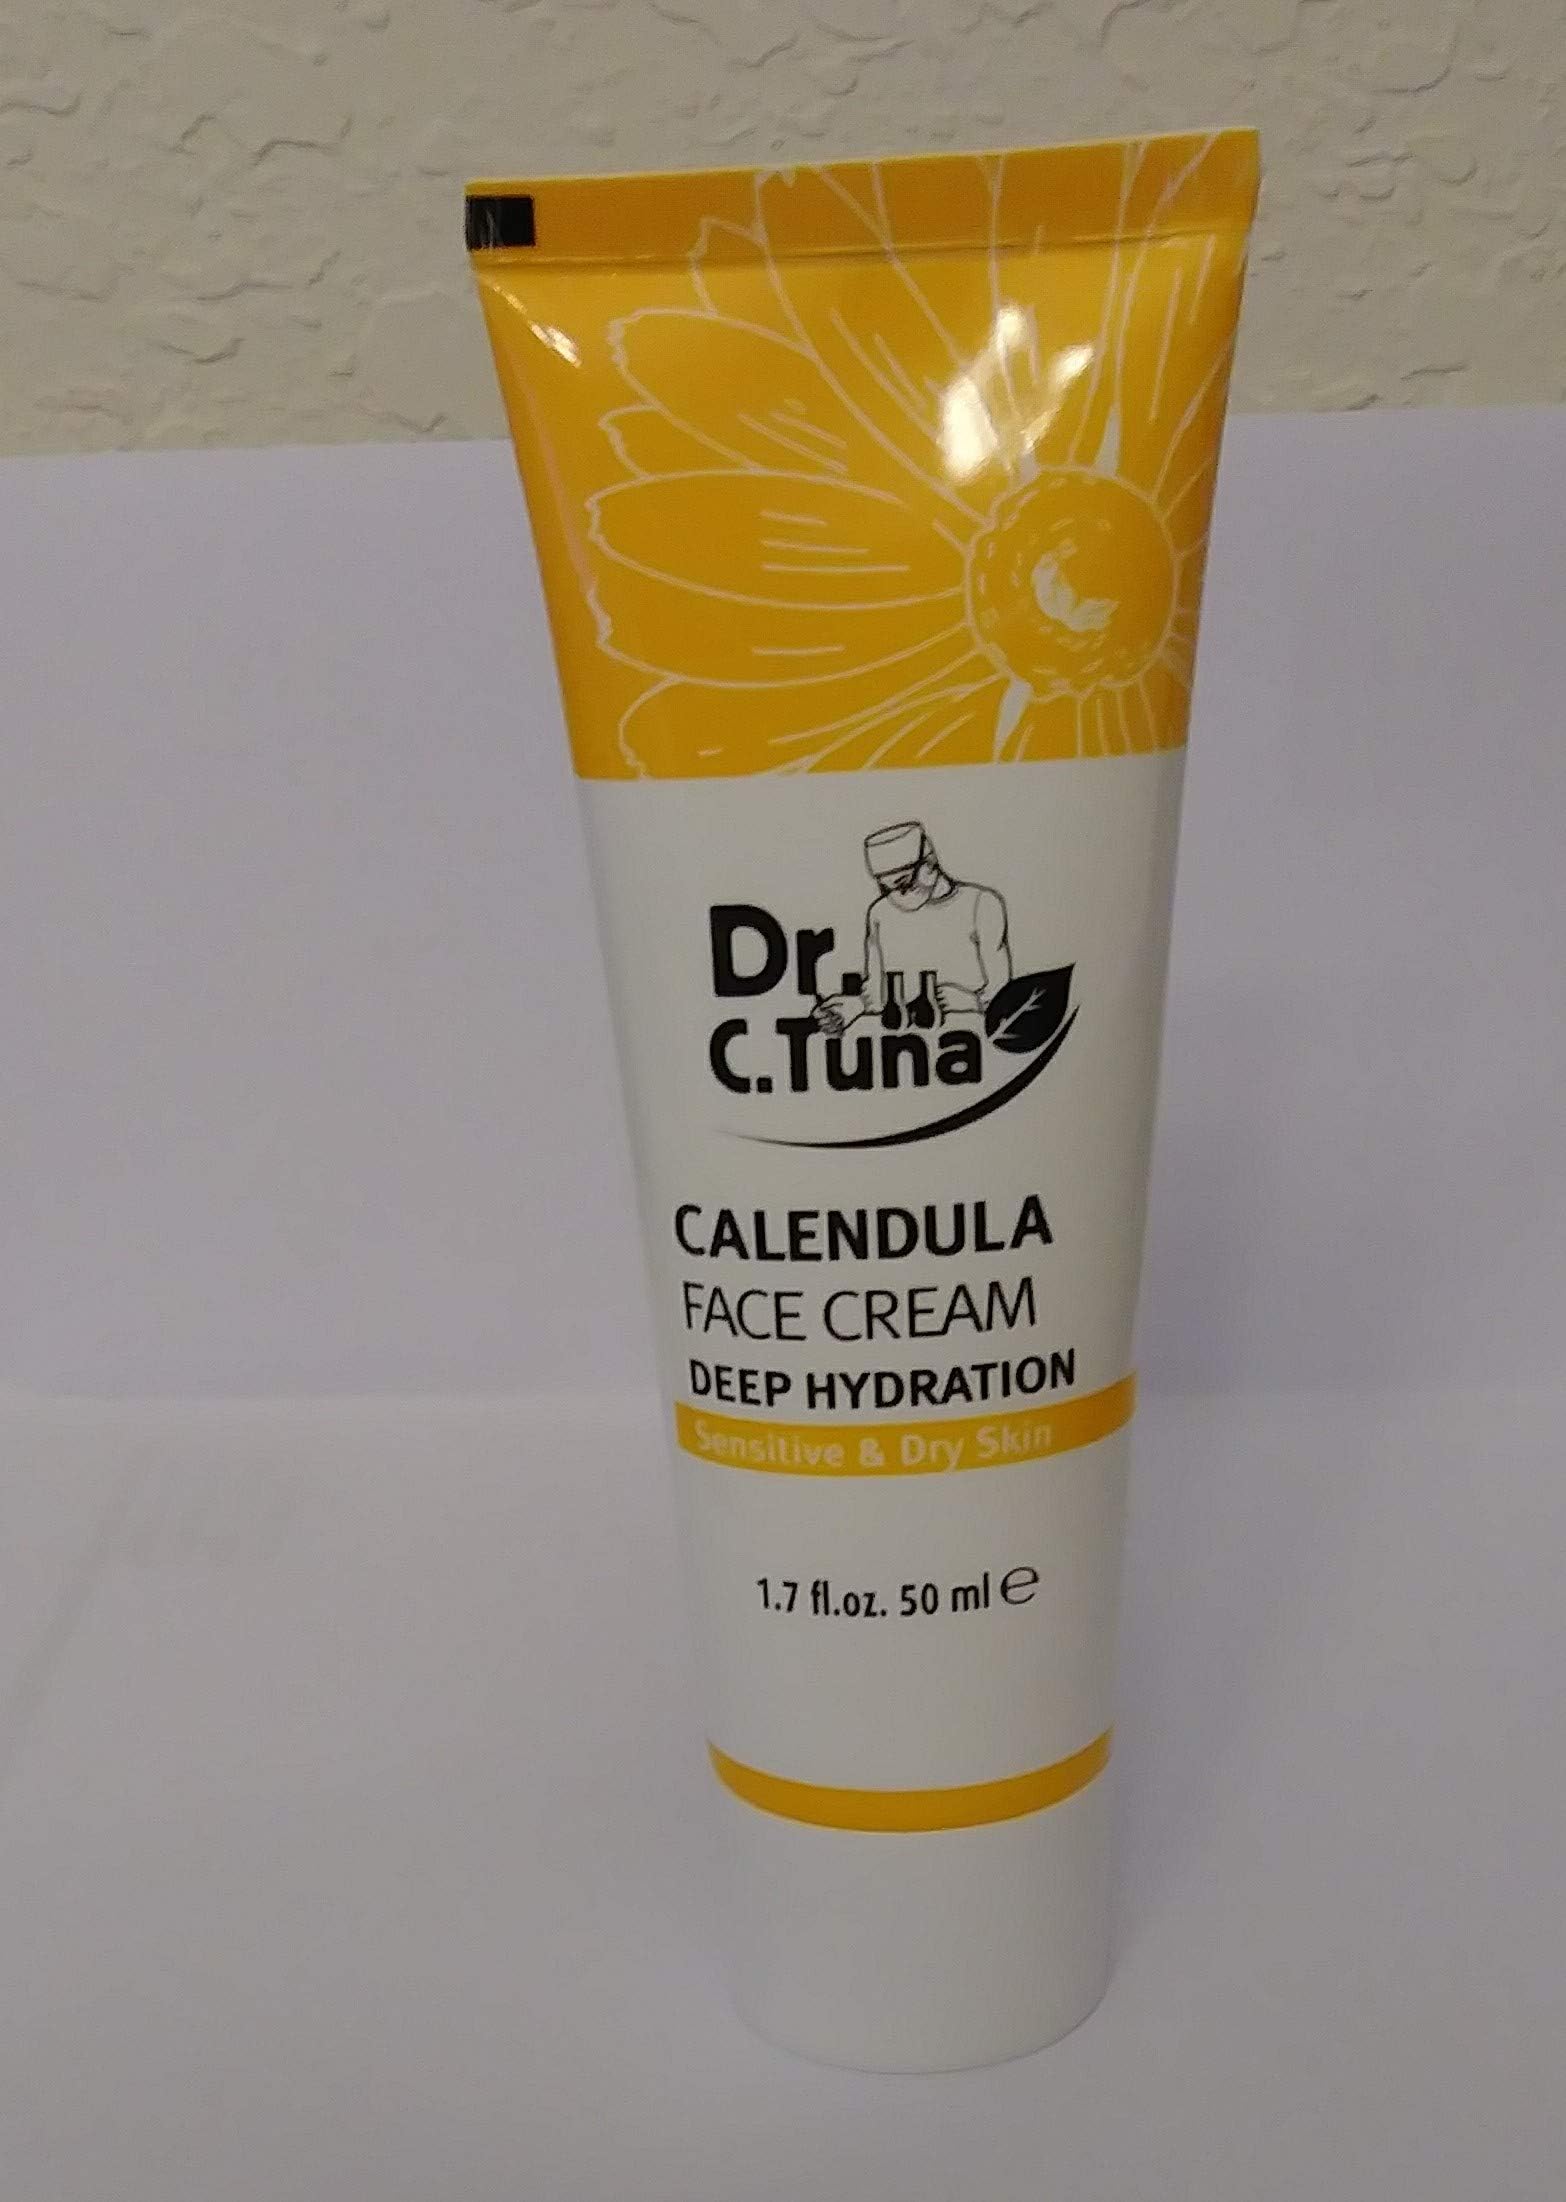 Dr.
C.Tuna
CALENDULA
FACE CREAM
DEEP HYDRATION
Sensitive & Dry Skin
1.7 fl.oz. 50 ml ℮